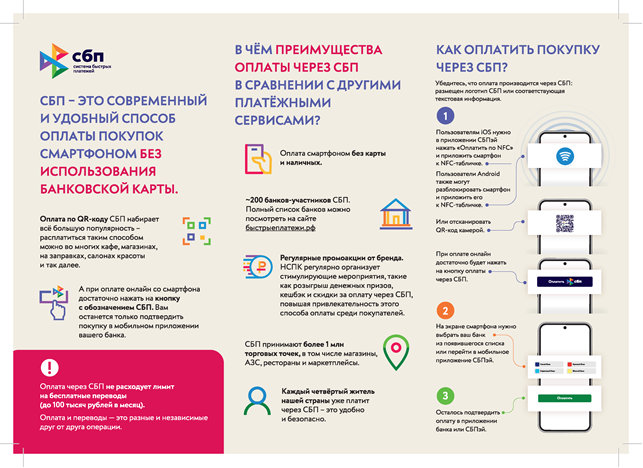 сбп
система быстрых
платежей
СБП – ЭТО СОВРЕМЕННЫЙ
И УДОБНЫЙ СПОСОБ
ОПЛАТЫ ПОКУПОК
СМАРТФОНОМ БЕЗ
ИСПОЛЬЗОВАНИЯ
БАНКОВСКОЙ КАРТЫ.
Оплата по QR-коду СБП набирает
всё большую популярность –
расплатиться таким способом
можно во многих кафе, магазинах,
на заправках, салонах красоты
и так далее.
А при оплате онлайн со смартфона
достаточно нажать на кнопку
с обозначением СБП. Вам
останется только подтвердить
покупку в мобильном приложении
вашего банка.
Оплата через СБП не расходует лимит
на бесплатные переводы
(до 100 тысяч рублей в месяц).
Оплата и переводы — это разные и независимые
друг от друга операции.
В ЧЁМ ПРЕИМУЩЕСТВА
ОПЛАТЫ ЧЕРЕЗ СБП
В СРАВНЕНИИ С ДРУГИМИ
ПЛАТЁЖНЫМИ
СЕРВИСАМИ?
Оплата смартфоном без карты
и наличных.
~200 банков-участников СБП.
Полный список банков можно
посмотреть на сайте
быстрыеплатежи.рф
Регулярные промоакции от бренда.
НСПК регулярно организует
стимулирующие мероприятия, такие
как розыгрыш денежных призов,
кешбэк и скидки за оплату через СБП,
повышая привлекательность этого
способа оплаты среди покупателей.
СБП принимают более 1 млн
торговых точек, в том числе магазины,
АЗС, рестораны и маркетплейсы.
Каждый четвёртый житель
нашей страны уже платит
через СБП – это удобно
и безопасно.
КАК ОПЛАТИТЬ ПОКУПКУ
ЧЕРЕЗ СБП?
Убедитесь, что оплата производится через СБП:
размещен логотип СБП или соответствующая
текстовая информация.
1
Пользователям iOS нужно
в приложении СБПэй
нажать «Оплатить по NFC»
и приложить смартфон
к NFC-табличке.
Пользователи Android
также могут
разблокировать смартфон
и приложить его
к NFC-табличке.
Или отсканировать
QR-код камерой.
При оплате онлайн
достаточно будет нажать
на кнопку оплаты
через СБП.
Оплатить сбп
2
На экране смартфона нужно
выбрать ваш банк
из появившегося списка
или перейти в мобильное
приложение СБПэй.
3
Осталось подтвердить
оплату в приложении
банка или СБПэй.
Оплатить